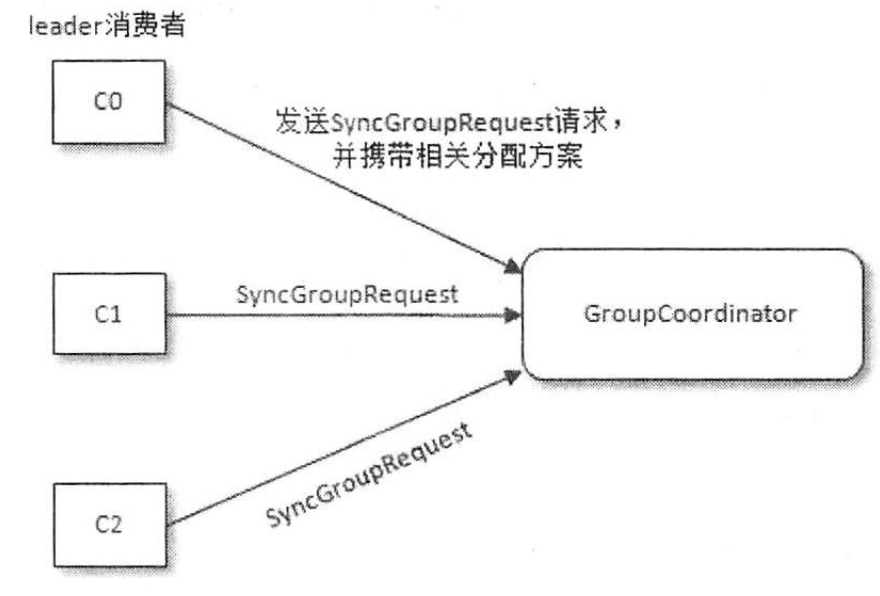 leader消费者
C0
发送SyncGroupRequest请求，
并携带相关分配方案
C1
SyncGroupRequest
GroupCoordinator
SyncGroupRequest
C2